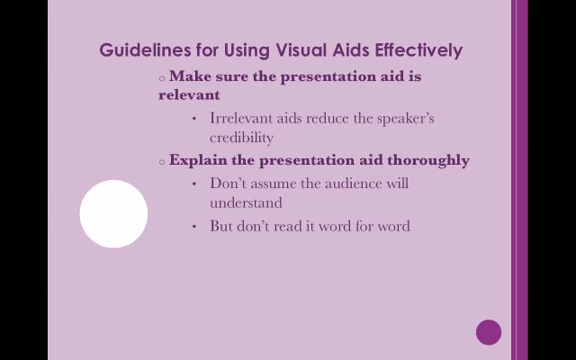 Guidelines for Using Visual Aids Effectively
○ Make sure the presentation aid is
relevant
• Irrelevant aids reduce the speaker's
credibility
○ Explain the presentation aid thoroughly
• Don't assume the audience will
understand
• But don't read it word for word